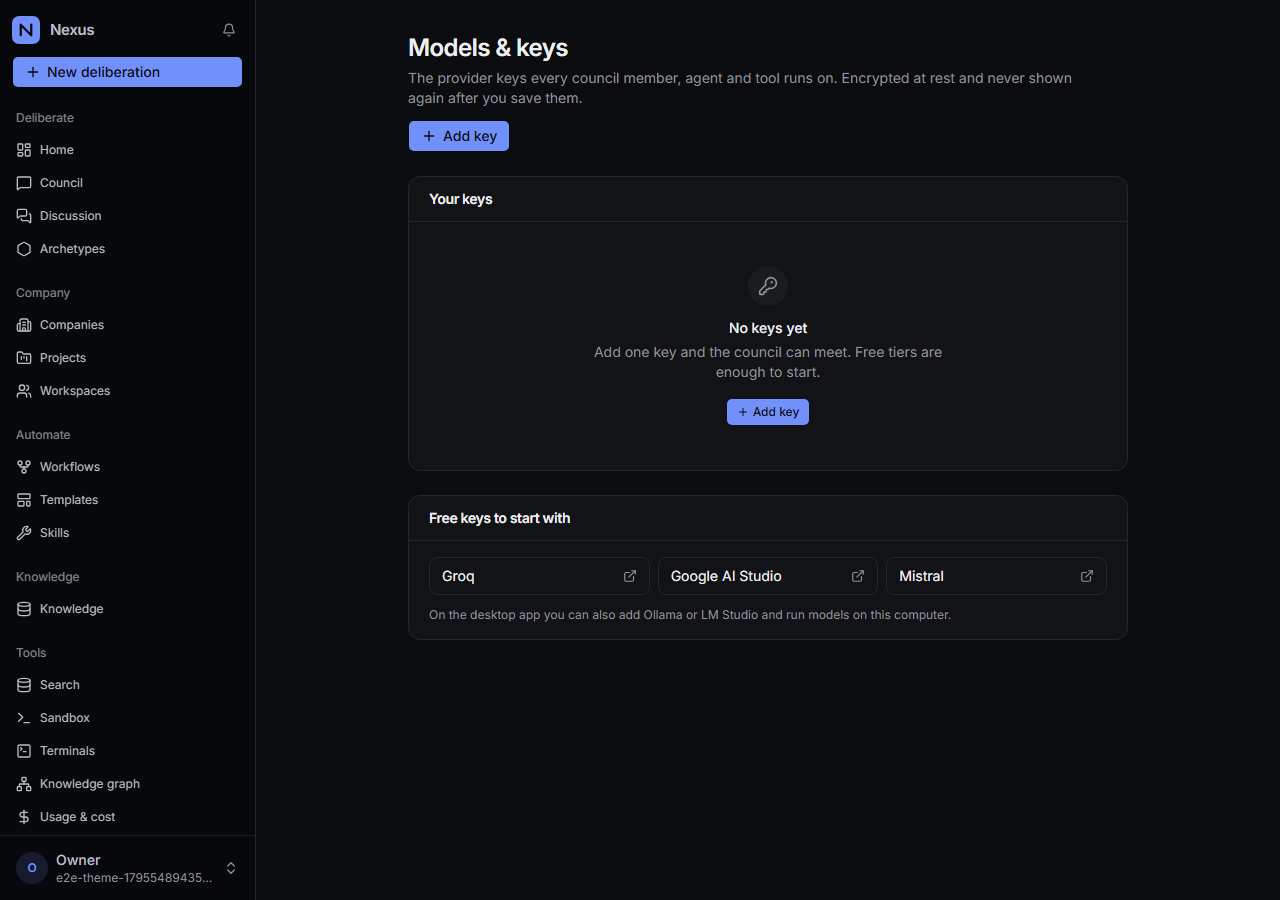 Nexus
New deliberation
Deliberate
Home
Council
Discussion
Archetypes
Company
Companies
Projects
Workspaces
Automate
Workflows
Templates
Skills
Knowledge
Knowledge
Tools
Search
Sandbox
Terminals
Knowledge graph
Usage & cost
O
Owner
e2e-theme-17955489435...
Models & keys
The provider keys every council member, agent and tool runs on. Encrypted at rest and never shown
again after you save them.
Add key
Your keys
No keys yet
Add one key and the council can meet. Free tiers are
enough to start.
Add key
Free keys to start with
Groq
Google AI Studio
Mistral
On the desktop app you can also add Ollama or LM Studio and run models on this computer.